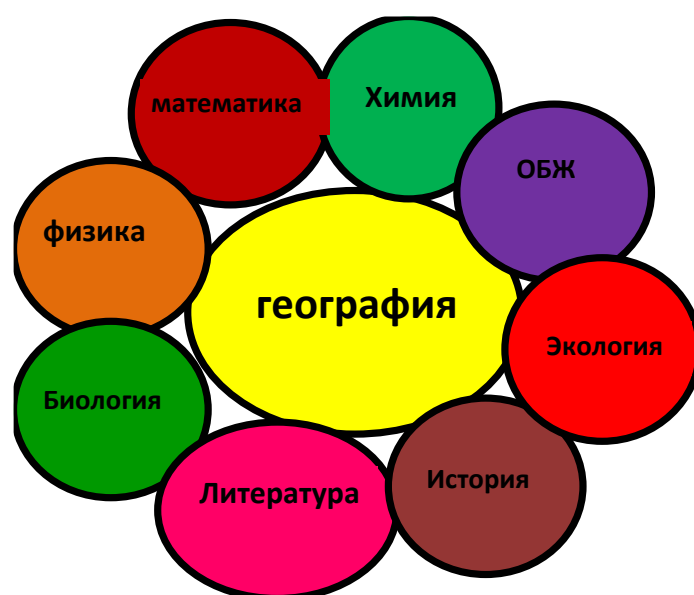 математика
Химия
ОБЖ
физика
география
Экология
Биология
Литература
История